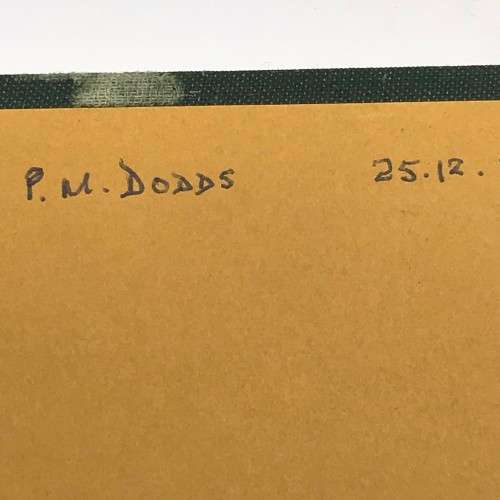 P. M. DODDS 25.12.